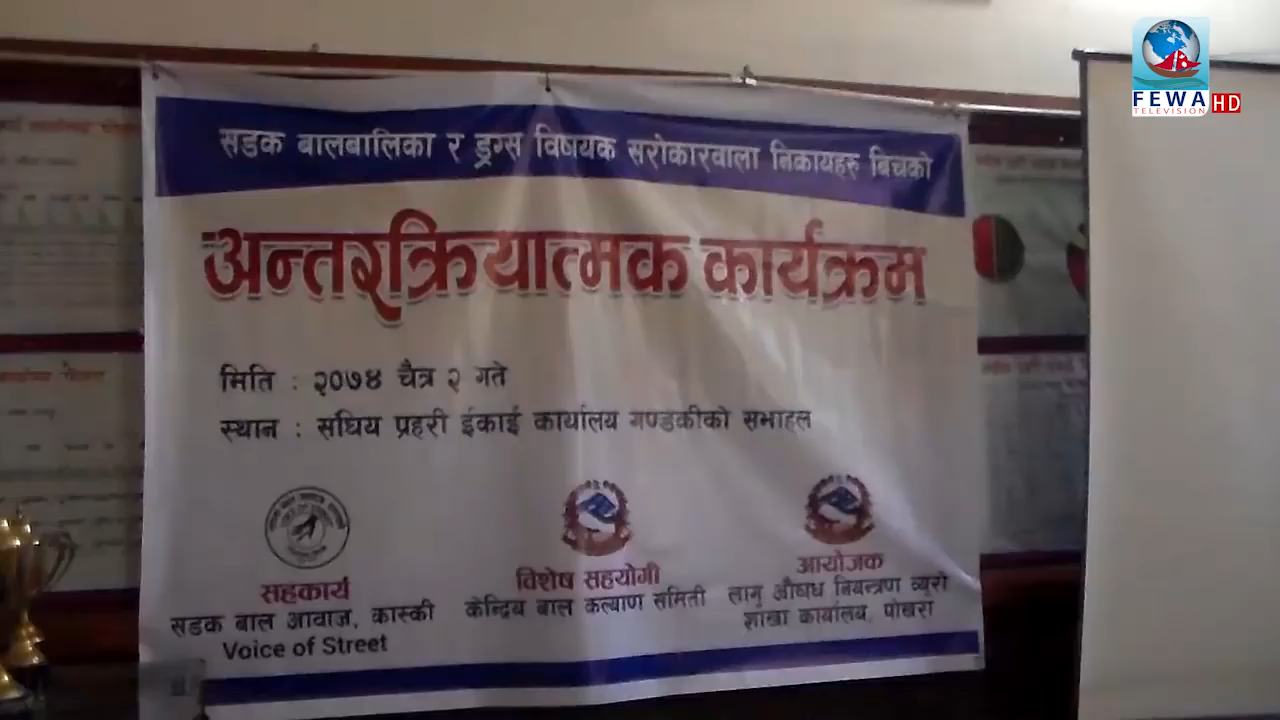 FEWA
TELEVISION HD
सडक बालबालिका र ड्रग्स विषयक सरोकारवाला निकायहरु बिचको
अन्तरक्रियात्मक कार्यक्रम
मिति : २०७४ चैत्र २ गते
स्थान : संघिय प्रहरी ईकाई कार्यालय गण्डकीको सभाहल
सहकार्य
सडक बाल आवाज, कास्की
Voice of Street
विशेष सहयोगी
केन्द्रिय बाल कल्याण समिती
आयोजक
लागु औषध नियन्त्रण ब्यूरो
शाखा कार्यालय, पोखरा